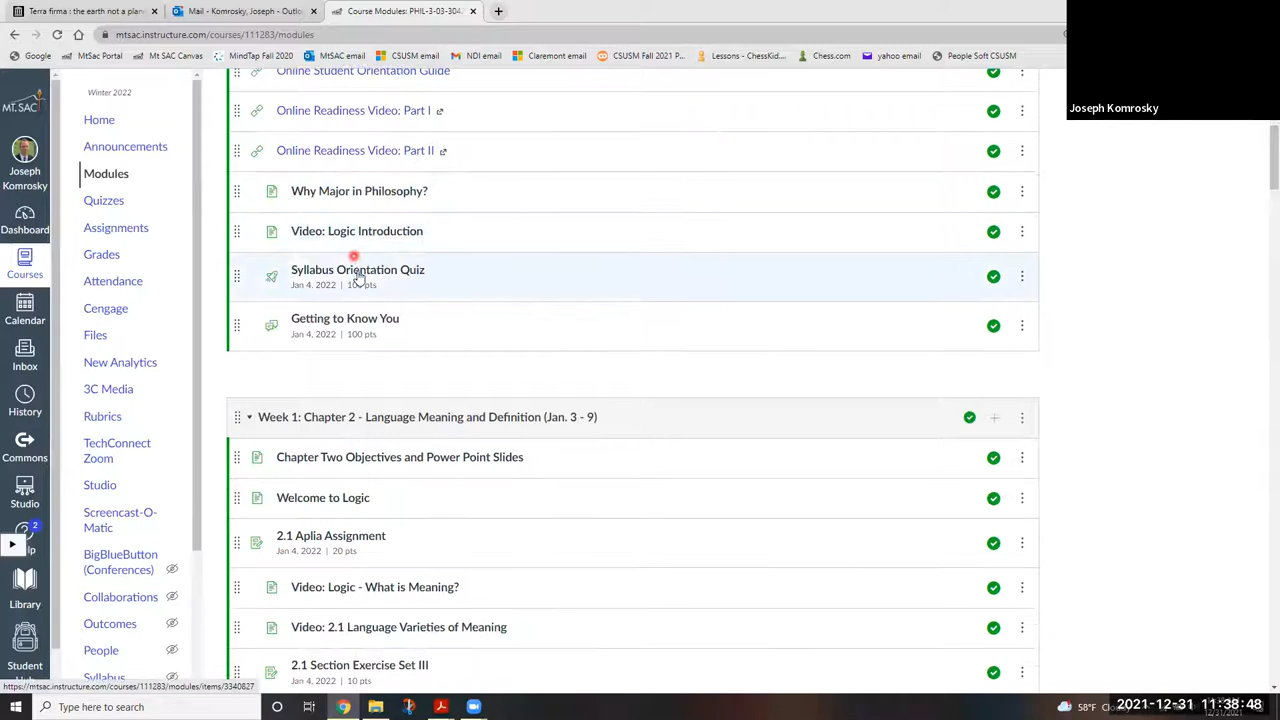 Terra firma : the earth not a plane
Mail - Komrosky, Joseph - Outlo
Course Modules: PHIL-3-03-304
mtsac.instructure.com/courses/111283/modules
Google
MtSac Portal
Mt SAC Canvas
MindTap Fall 20
MtSAC email
CSUSM email
NDI email
Claremont email
CSUSM Fall 2021 P...
Lessons - ChessKid...
Chess.com
yahoo email
People Soft CSUSM
Joseph Komrosky
MT. SAC
Joseph
Komrosky
Dashboard
Courses
Calendar
Inbox
History
Commons
Studio
2
Library
Student
Winter 2022
Home
Announcements
Modules
Quizzes
Assignments
Grades
Attendance
Cengage
Files
New Analytics
3C Media
Rubrics
TechConnect
Zoom
Studio
Screencast-O-
Matic
BigBlueButton
(Conferences)
Collaborations
Outcomes
People
Syllabus
Online Student Orientation Guide
Online Readiness Video: Part I
Online Readiness Video: Part II
Why Major in Philosophy?
Video: Logic Introduction
Syllabus Orientation Quiz
4, 2022 | pts
Getting to Know You
Jan 4, 2022 | 100 pts
Week 1: Chapter 2 - Language Meaning and Definition (Jan. 3 - 9)
Chapter Two Objectives and Power Point Slides
Welcome to Logic
2.1 Aplia Assignment
Jan 4, 2022 | 20 pts
Video: Logic - What is Meaning?
Video: 2.1 Language Varieties of Meaning
2.1 Section Exercise Set III
Jan 4, 2022 | 10 pts
https://mtsac.instructure.com/courses/111283/modules/items/3340827
Type here to search
58°F
2021-12-31 11:38:48